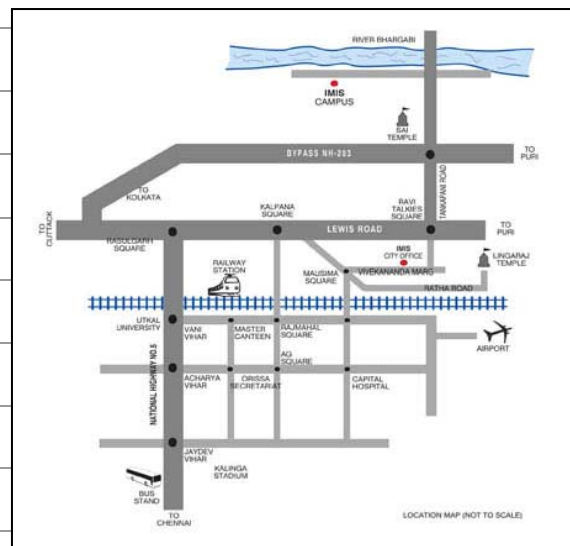 RIVER BHARGABI
IMIS
CAMPUS
SAI
TEMPLE
BYPASS NH-203
TO
PURI
TANKAPANI ROAD
TO
KOLKATA
TO
CUTTACK
KALPANA
SQUARE
RAVI
TALKIES
SQUARE
LEWIS ROAD
TO
PURI
RASULGARH
SQUARE
RAILWAY
STATION
MAUSIMA
SQUARE
IMIS
CITY OFFICE
VIVEKANANDA MARG
LINGARAJ
TEMPLE
RATHA ROAD
UTKAL
UNIVERSITY
VANI
VIHAR
MASTER
CANTEEN
RAJMAHAL
SQUARE
AIRPORT
AG
SQUARE
NATIONAL HIGHWAY NO.5
ACHARYA
VIHAR
ORISSA
SECRETARIAT
CAPITAL
HOSPITAL
JAYDEV
VIHAR
KALINGA
STADIUM
BUS
STAND
TO
CHENNAI
LOCATION MAP (NOT TO SCALE)